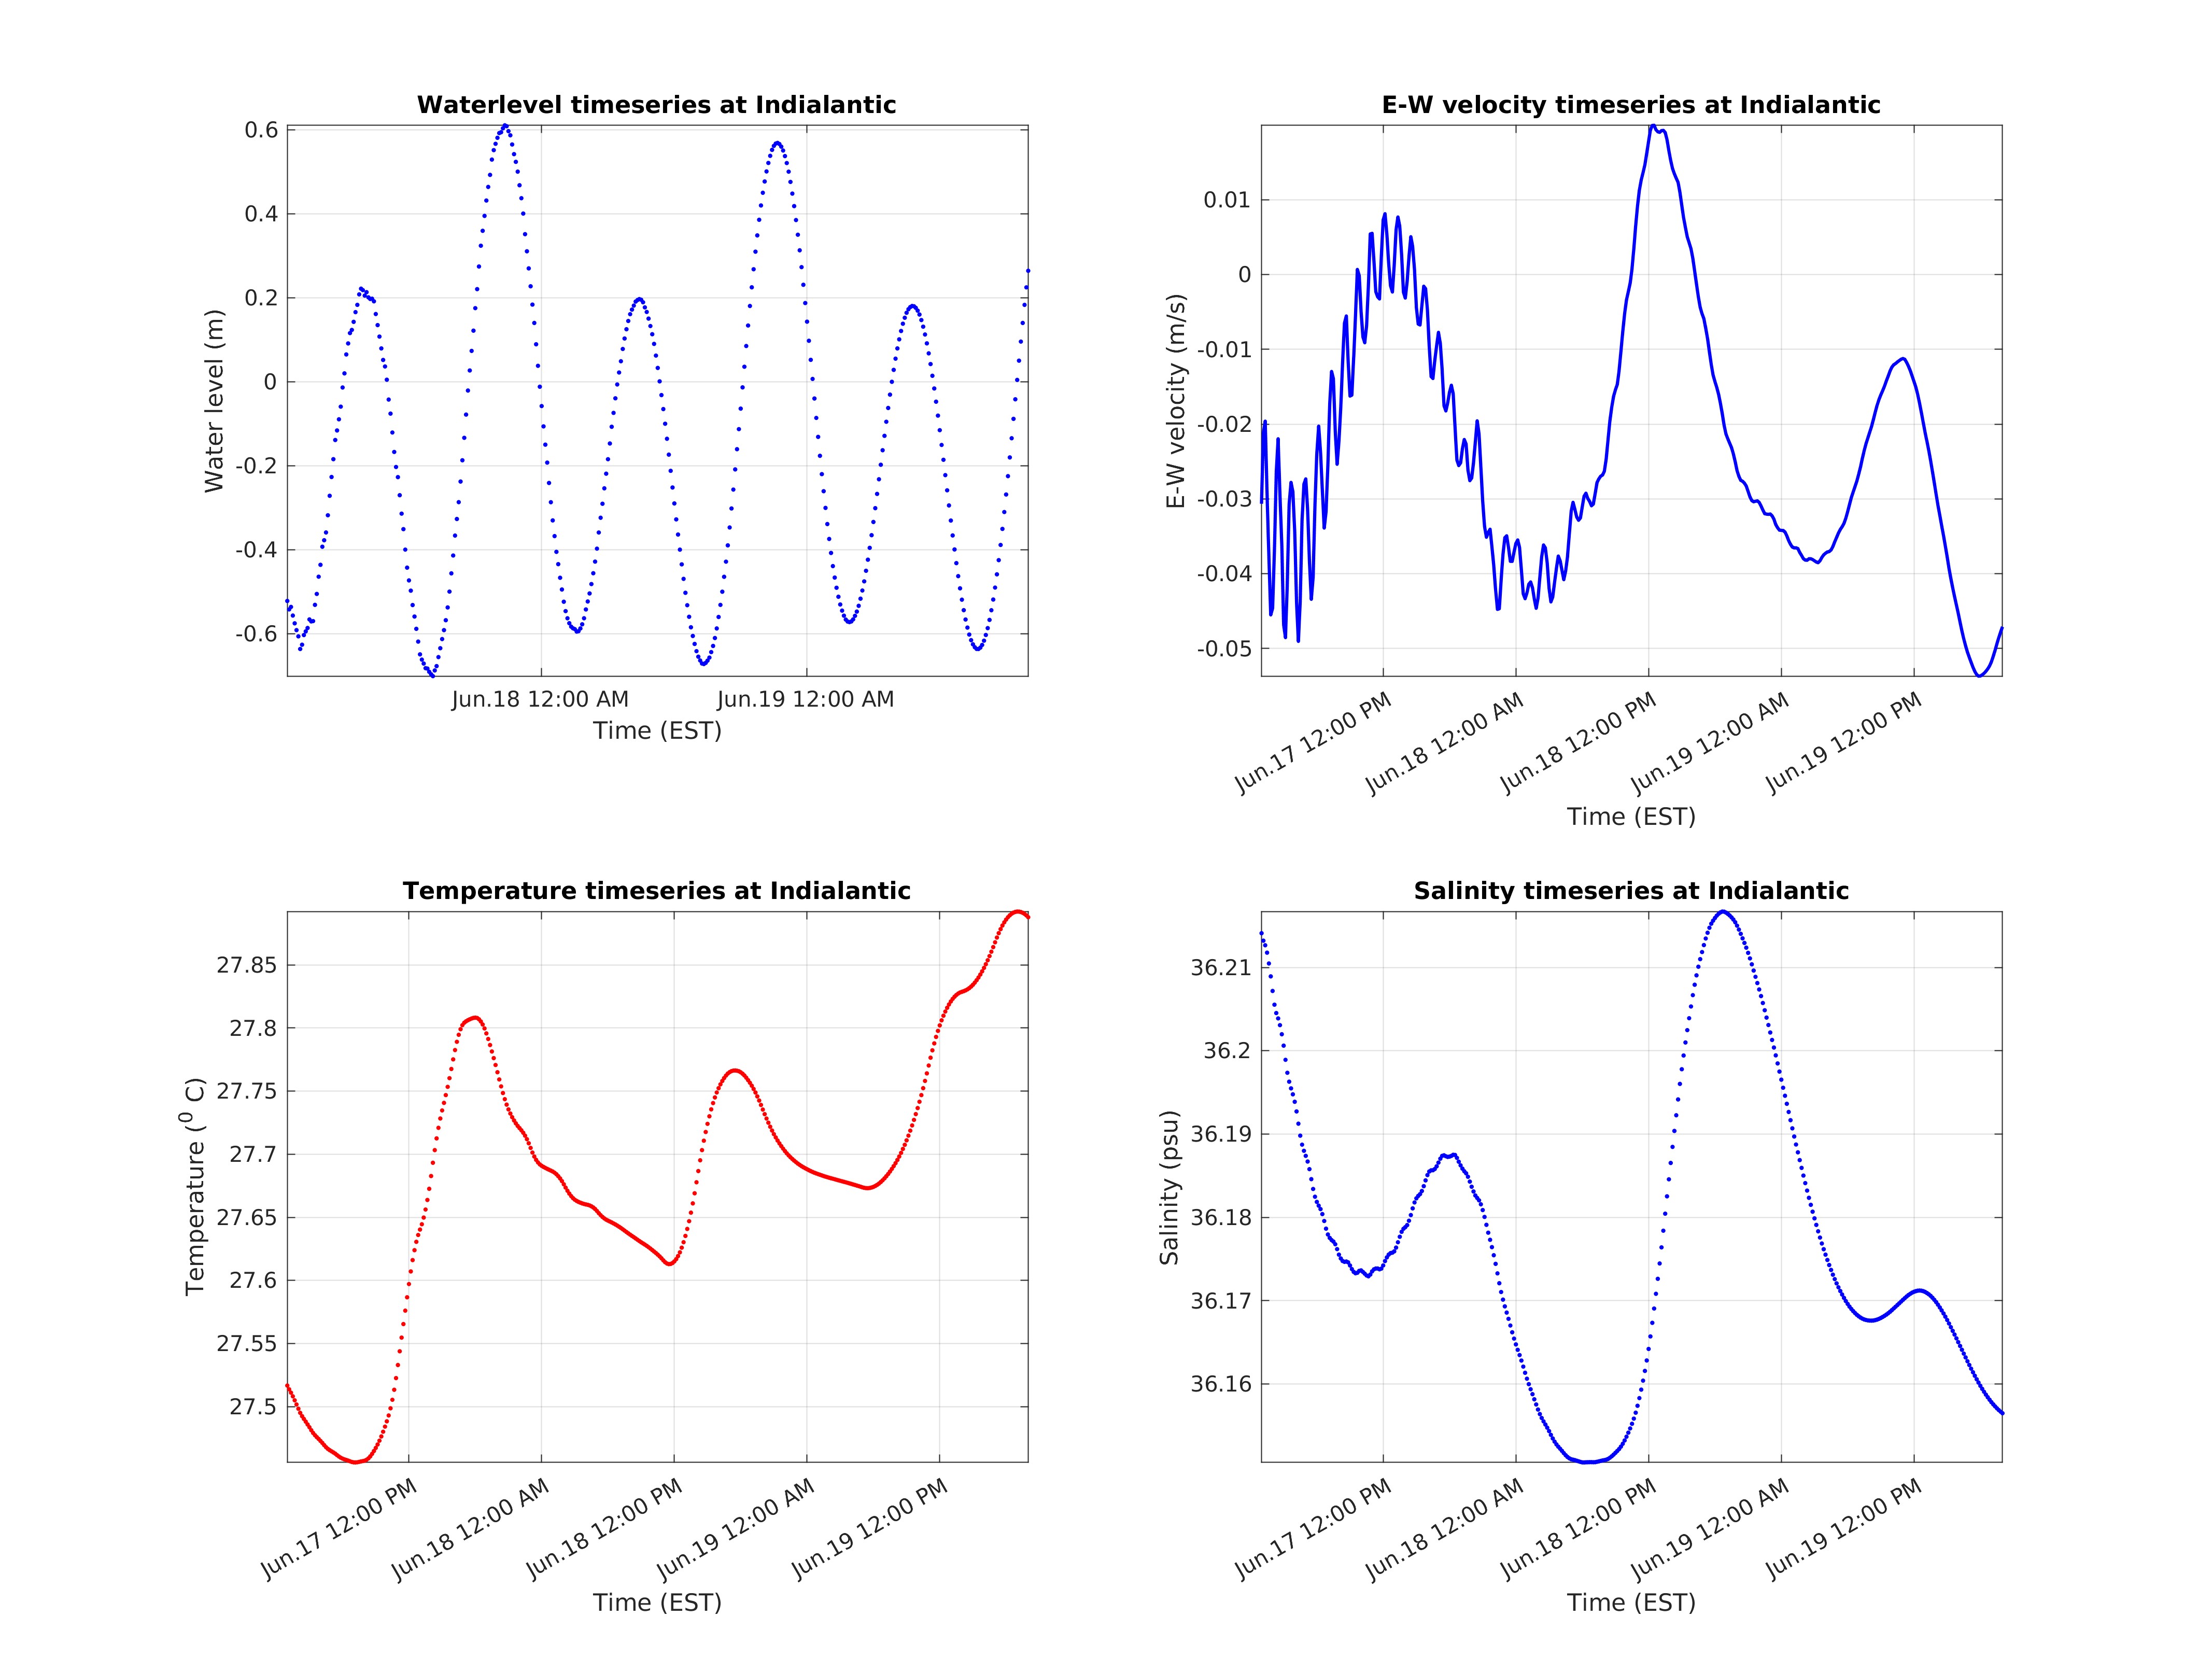 Waterlevel timeseries at Indialantic
0.6
0.4
0.2
0
-0.2
-0.4
-0.6
Water level (m)
Jun.18 12:00 AM
Jun.19 12:00 AM
Time (EST)
E-W velocity timeseries at Indialantic
0.01
0
-0.01
-0.02
-0.03
-0.04
-0.05
E-W velocity (m/s)
Jun.17 12:00 PM
Jun.18 12:00 AM
Jun.18 12:00 PM
Jun.19 12:00 AM
Jun.19 12:00 PM
Time (EST)
Temperature timeseries at Indialantic
27.85
27.8
27.75
27.7
27.65
27.6
27.55
27.5
Temperature (⁰ C)
Jun.17 12:00 PM
Jun.18 12:00 AM
Jun.18 12:00 PM
Jun.19 12:00 AM
Jun.19 12:00 PM
Time (EST)
Salinity timeseries at Indialantic
36.21
36.2
36.19
36.18
36.17
36.16
Salinity (psu)
Jun.17 12:00 PM
Jun.18 12:00 AM
Jun.18 12:00 PM
Jun.19 12:00 AM
Jun.19 12:00 PM
Time (EST)